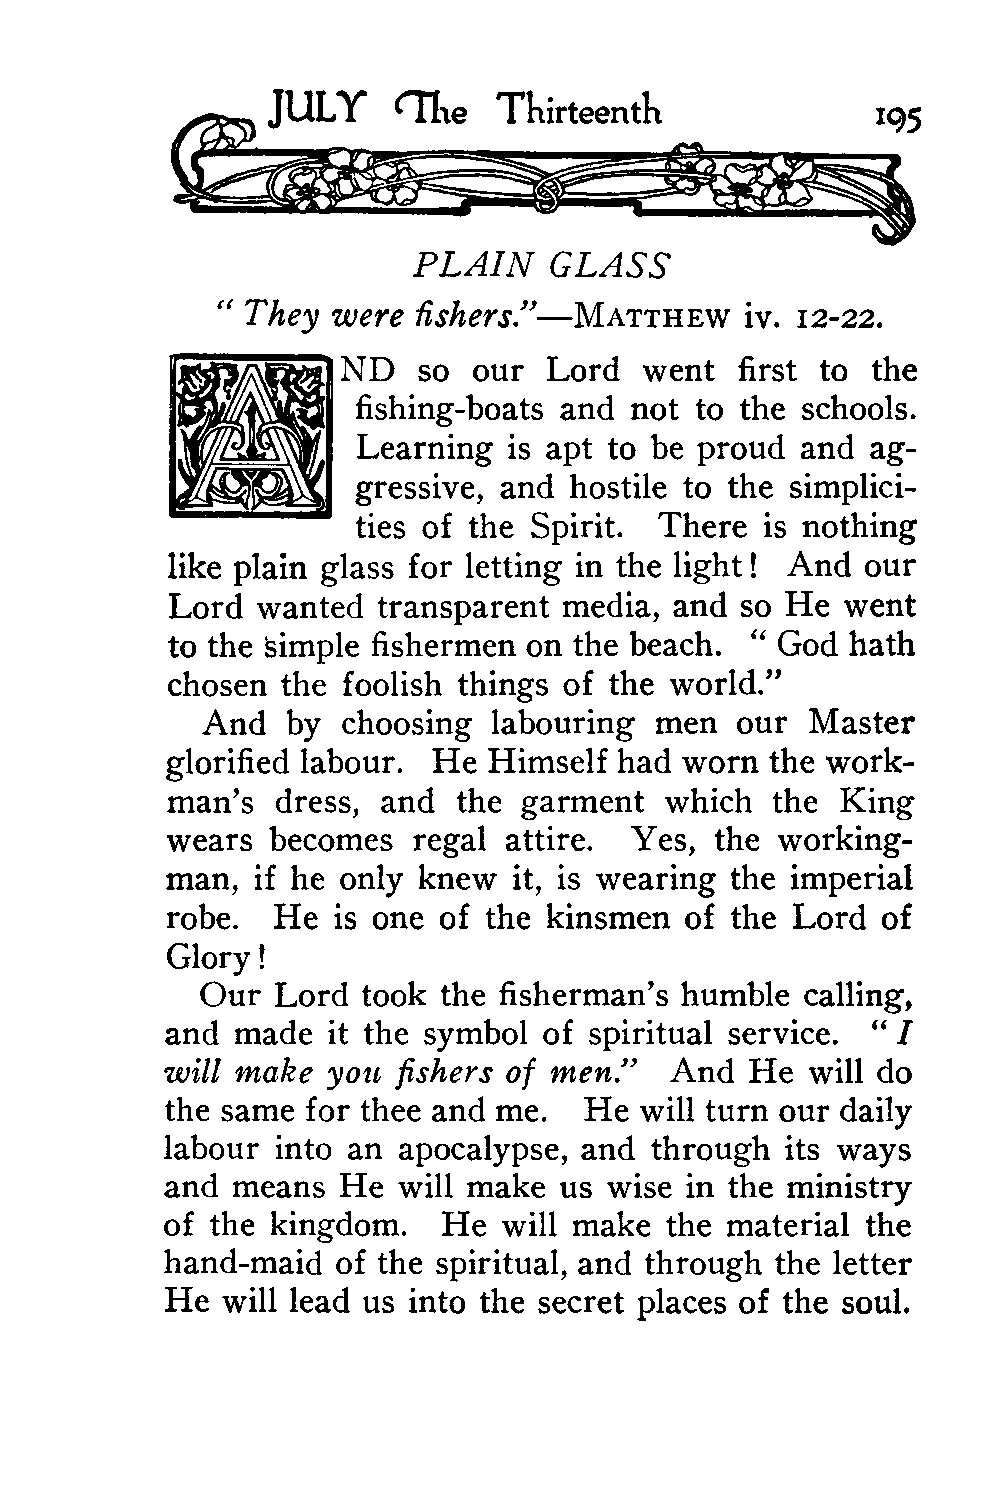 JULY The Thirteenth 195
PLAIN GLASS
“ They were fishers.”—MATTHEW iv. 12-22.
AND so our Lord went first to the
fishing-boats and not to the schools.
Learning is apt to be proud and ag-
gressive, and hostile to the simplici-
ties of the Spirit. There is nothing
like plain glass for letting in the light! And our
Lord wanted transparent media, and so He went
to the simple fishermen on the beach. “ God hath
chosen the foolish things of the world.”
And by choosing labouring men our Master
glorified labour. He Himself had worn the work-
man’s dress, and the garment which the King
wears becomes regal attire. Yes, the working-
man, if he only knew it, is wearing the imperial
robe. He is one of the kinsmen of the Lord of
Glory!
Our Lord took the fisherman’s humble calling,
and made it the symbol of spiritual service. “ I
will make you fishers of men.” And He will do
the same for thee and me. He will turn our daily
labour into an apocalypse, and through its ways
and means He will make us wise in the ministry
of the kingdom. He will make the material the
hand-maid of the spiritual, and through the letter
He will lead us into the secret places of the soul.